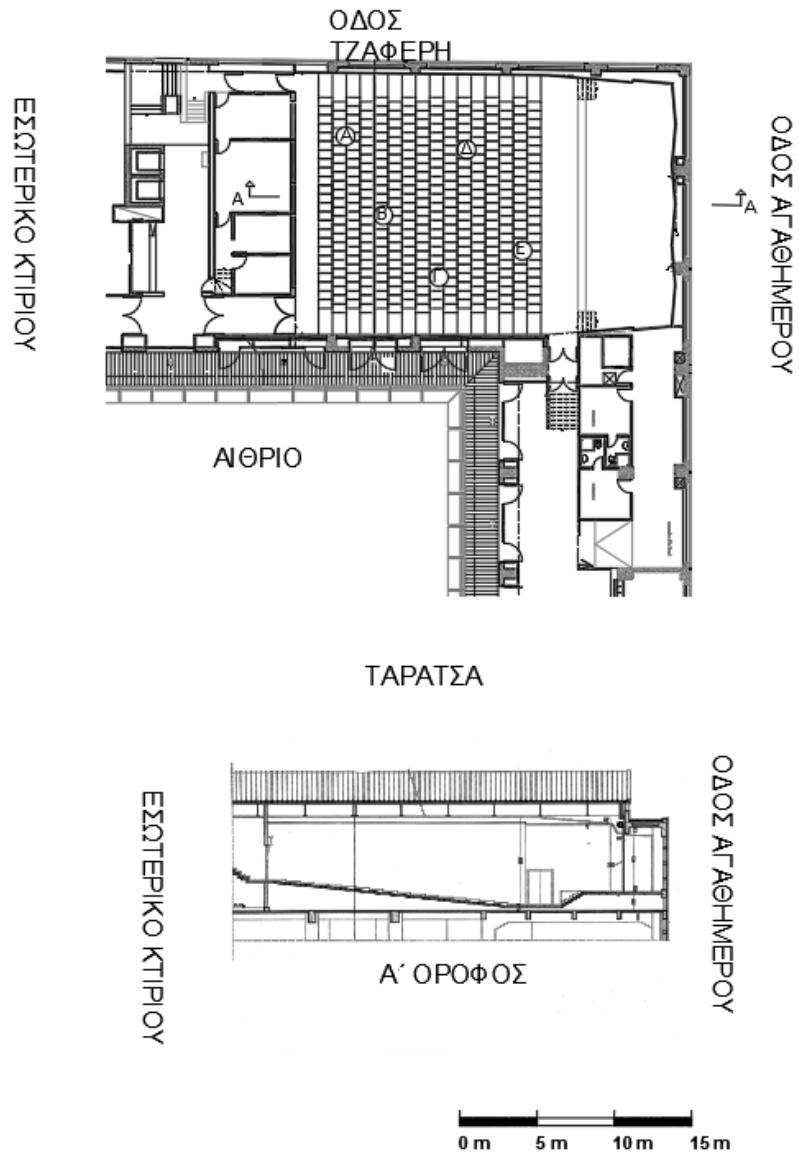 ΟΔΟΣ
ΤΖΑΦΕΡΗ
ΕΣΩΤΕΡΙΚΟ ΚΤΙΡΙΟΥ
ΟΔΟΣ ΑΓΑΘΗΜΕΡΟΥ
Α
Δ
Α
Α
Β
Ε
Γ
ΑΙΘΡΙΟ
ΤΑΡΑΤΣΑ
ΕΣΩΤΕΡΙΚΟ ΚΤΙΡΙΟΥ
ΟΔΟΣ ΑΓΑΘΗΜΕΡΟΥ
Α΄ ΟΡΟΦΟΣ
0 m 5 m 10 m 15 m